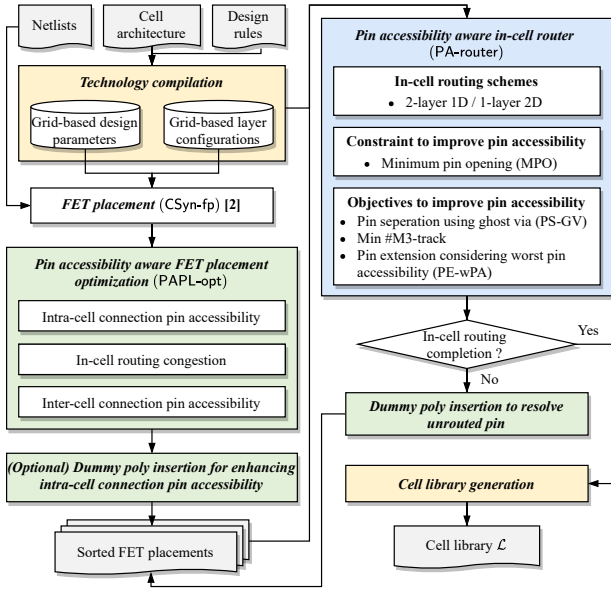 Netlists
Cell
architecture
Design
rules
Technology compilation
Grid-based design
parameters
Grid-based layer
configurations
FET placement (CSyn-fp) [2]
Pin accessibility aware FET placement
optimization (PAPL-opt)
Intra-cell connection pin accessibility
In-cell routing congestion
Inter-cell connection pin accessibility
(Optional) Dummy poly insertion for enhancing
intra-cell connection pin accessibility
Sorted FET placements
Pin accessibility aware in-cell router
(PA-router)
In-cell routing schemes
• 2-layer 1D / 1-layer 2D
Constraint to improve pin accessibility
• Minimum pin opening (MPO)
Objectives to improve pin accessibility
• Pin seperation using ghost via (PS-GV)
• Min #M3-track
• Pin extension considering worst pin
accessibility (PE-wPA)
In-cell routing
completion ?
Yes
No
Dummy poly insertion to resolve
unrouted pin
Cell library generation
Cell library ℒ